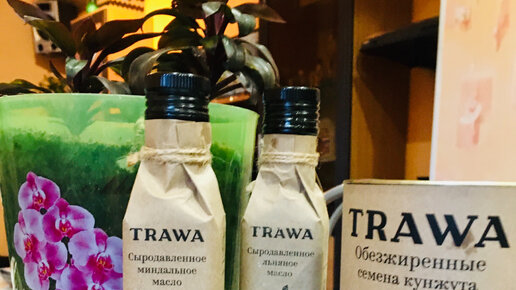 TRAWA
Сыродавленное
миндальное
масло
TRAWA
Сыродавленное
льняное
масло
TRAWA
Обезжиренные
семена кунжута